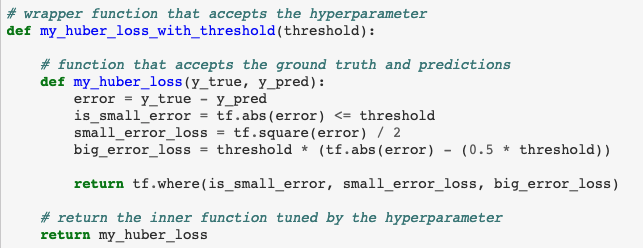 # wrapper function that accepts the hyperparameter
def my_huber_loss_with_threshold(threshold):
    # function that accepts the ground truth and predictions
    def my_huber_loss(y_true, y_pred):
        error = y_true - y_pred
        is_small_error = tf.abs(error) <= threshold
        small_error_loss = tf.square(error) / 2
        big_error_loss = threshold * (tf.abs(error) - (0.5 * threshold))
        return tf.where(is_small_error, small_error_loss, big_error_loss)
    # return the inner function tuned by the hyperparameter
    return my_huber_loss